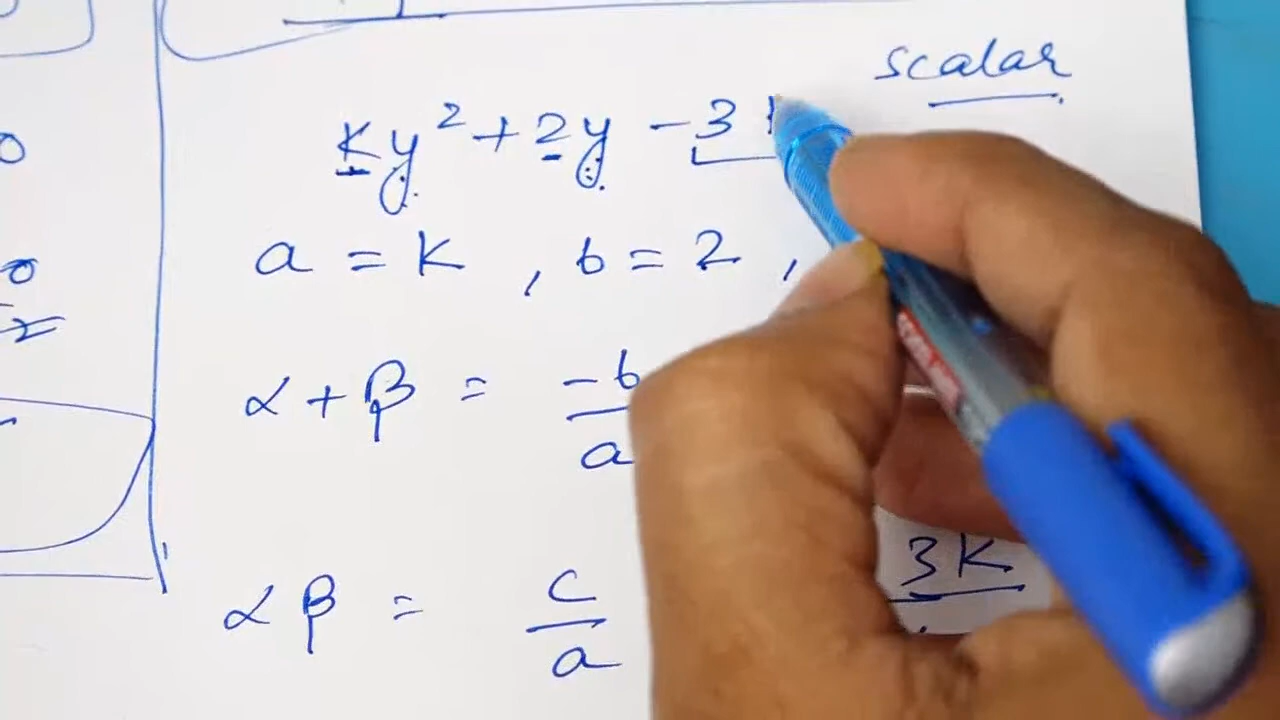 scalar
ky² + 2y - 3
a = k , b = 2 ,
α + β = -b/a
αβ = c/a 3k